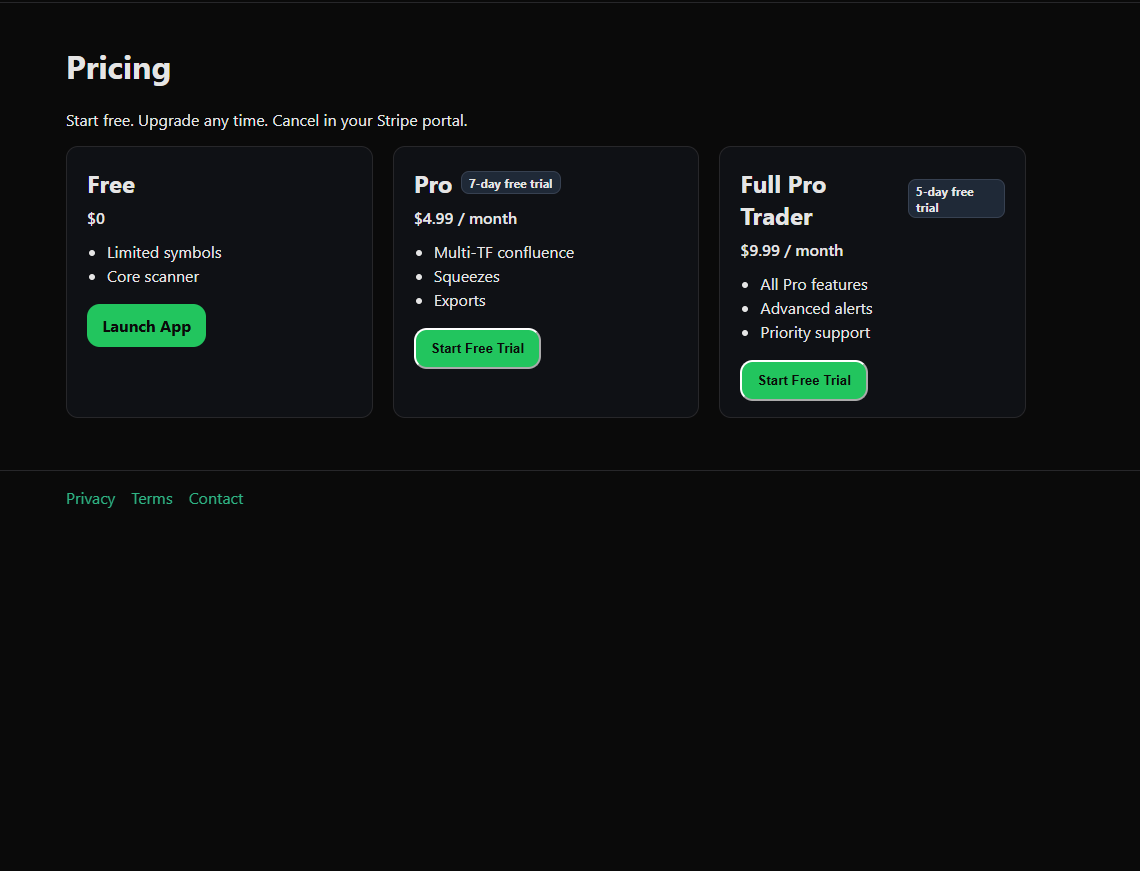 Pricing
Start free. Upgrade any time. Cancel in your Stripe portal.
Free
$0
Limited symbols
Core scanner
Launch App
Pro
7-day free trial
$4.99 / month
Multi-TF confluence
Squeezes
Exports
Start Free Trial
Full Pro
Trader
5-day free
trial
$9.99 / month
All Pro features
Advanced alerts
Priority support
Start Free Trial
Privacy Terms Contact